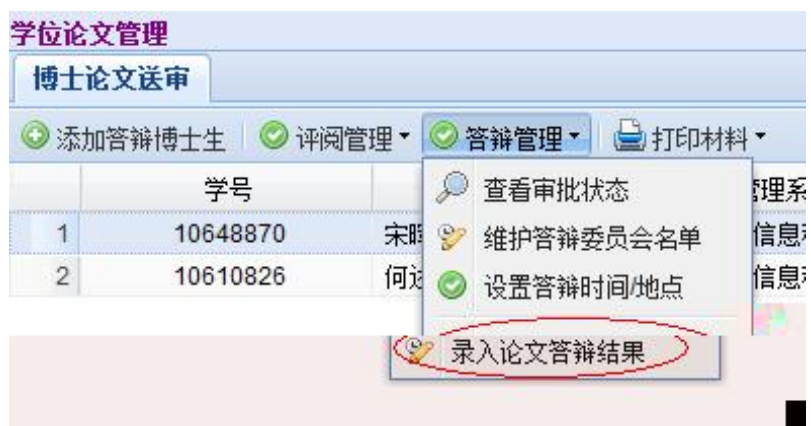 学位论文管理
博士论文送审
添加答辩博士生 评阅管理 答辩管理 打印材料
学号
查看审批状态
管理系
1 10648870 宋
维护答辩委员会名单
信息
2 10610826 何
设置答辩时间/地点
信息
录入论文答辩结果